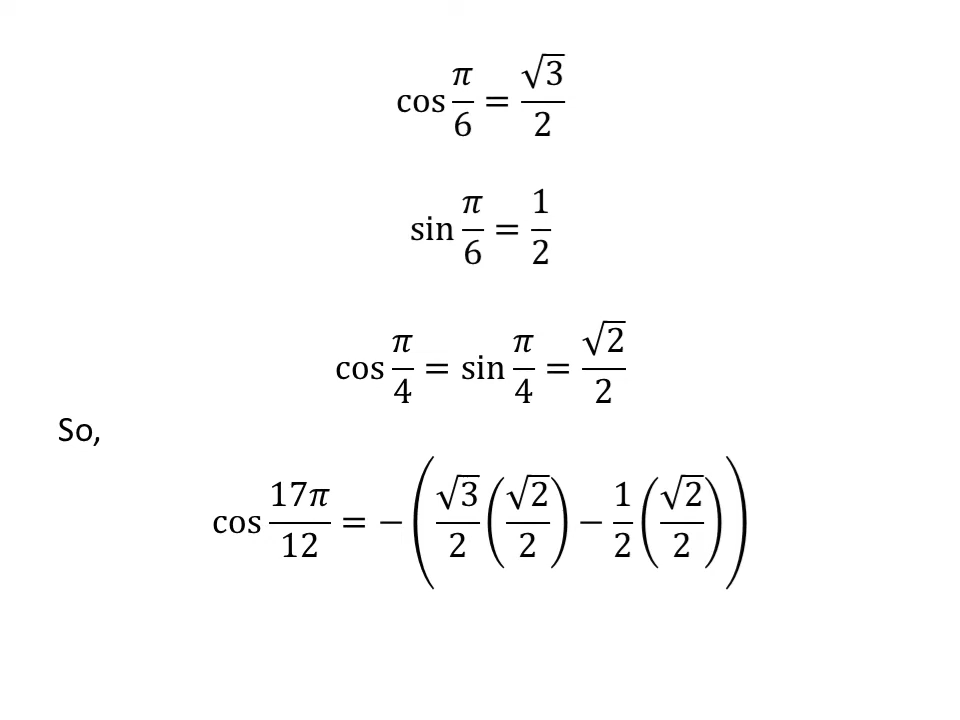 cos π/6 = √3/2
sin π/6 = 1/2
cos π/4 = sin π/4 = √2/2
So,
cos 17π/12 = −(√3/2 (√2/2) − 1/2 (√2/2))